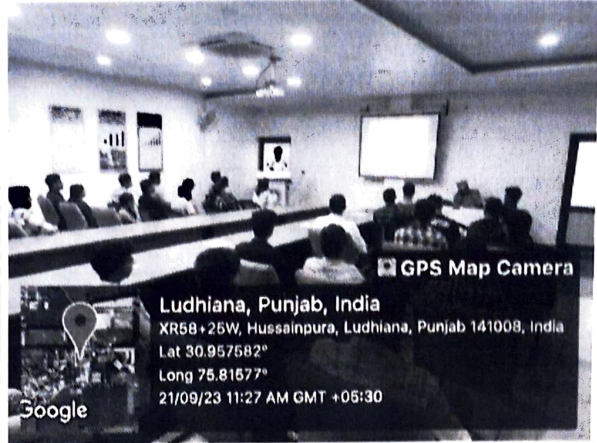 GPS Map Camera
Ludhiana, Punjab, India
XR58+25W, Hussainpura, Ludhiana, Punjab 141008, India
Lat 30.957582°
Long 75.81577°
21/09/23 11:27 AM GMT +05:30
Google